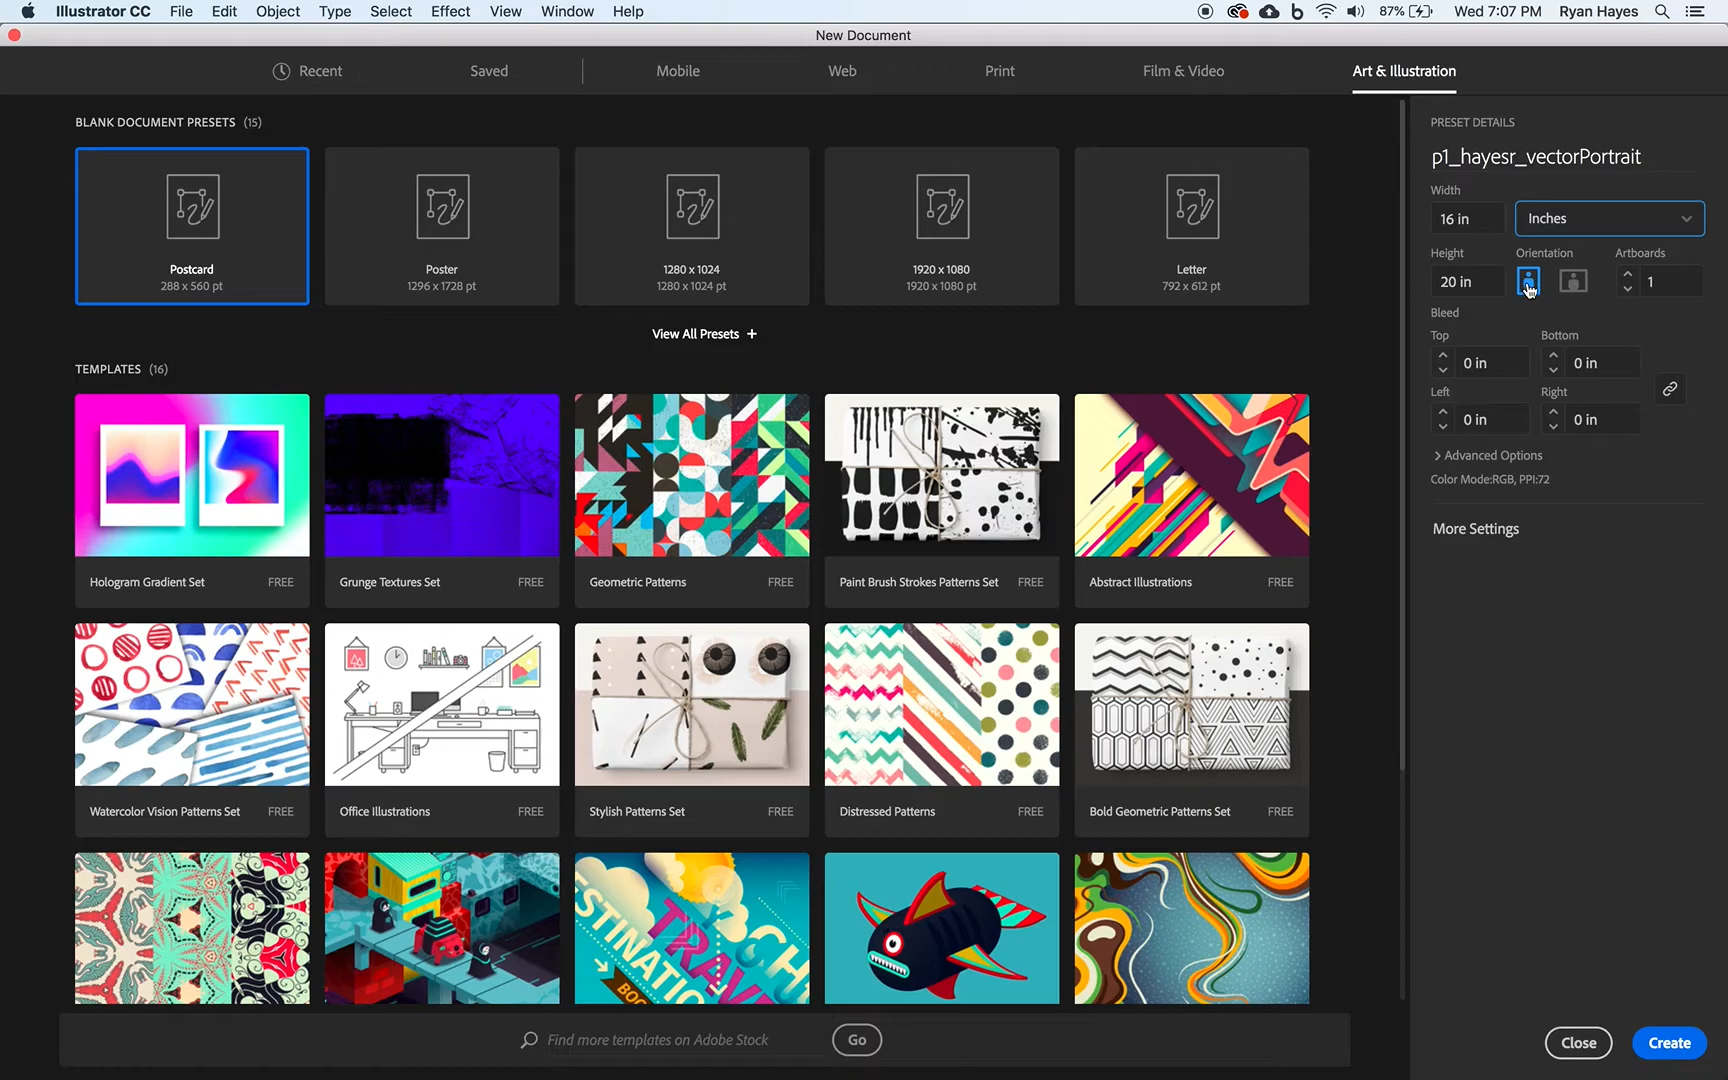 Illustrator CC File Edit Object Type Select Effect View Window Help 87% Wed 7:07 PM Ryan Hayes
New Document
Recent Saved Mobile Web Print Film & Video Art & Illustration
BLANK DOCUMENT PRESETS (15)
Postcard
288 x 560 pt
Poster
1296 x 1728 pt
1280 x 1024
1280 x 1024 pt
1920 x 1080
1920 x 1080 pt
Letter
792 x 612 pt
View All Presets +
TEMPLATES (16)
Hologram Gradient Set FREE
Grunge Textures Set FREE
Geometric Patterns FREE
Paint Brush Strokes Patterns Set FREE
Abstract Illustrations FREE
Watercolor Vision Patterns Set FREE
Office Illustrations FREE
Stylish Patterns Set FREE
Distressed Patterns FREE
Bold Geometric Patterns Set FREE
Find more templates on Adobe Stock Go
PRESET DETAILS
p1_hayesr_vectorPortrait
Width
16 in Inches
Height Orientation Artboards
20 in 1
Bleed
Top Bottom
0 in 0 in
Left Right
0 in 0 in
> Advanced Options
Color Mode:RGB, PPI:72
More Settings
Close Create